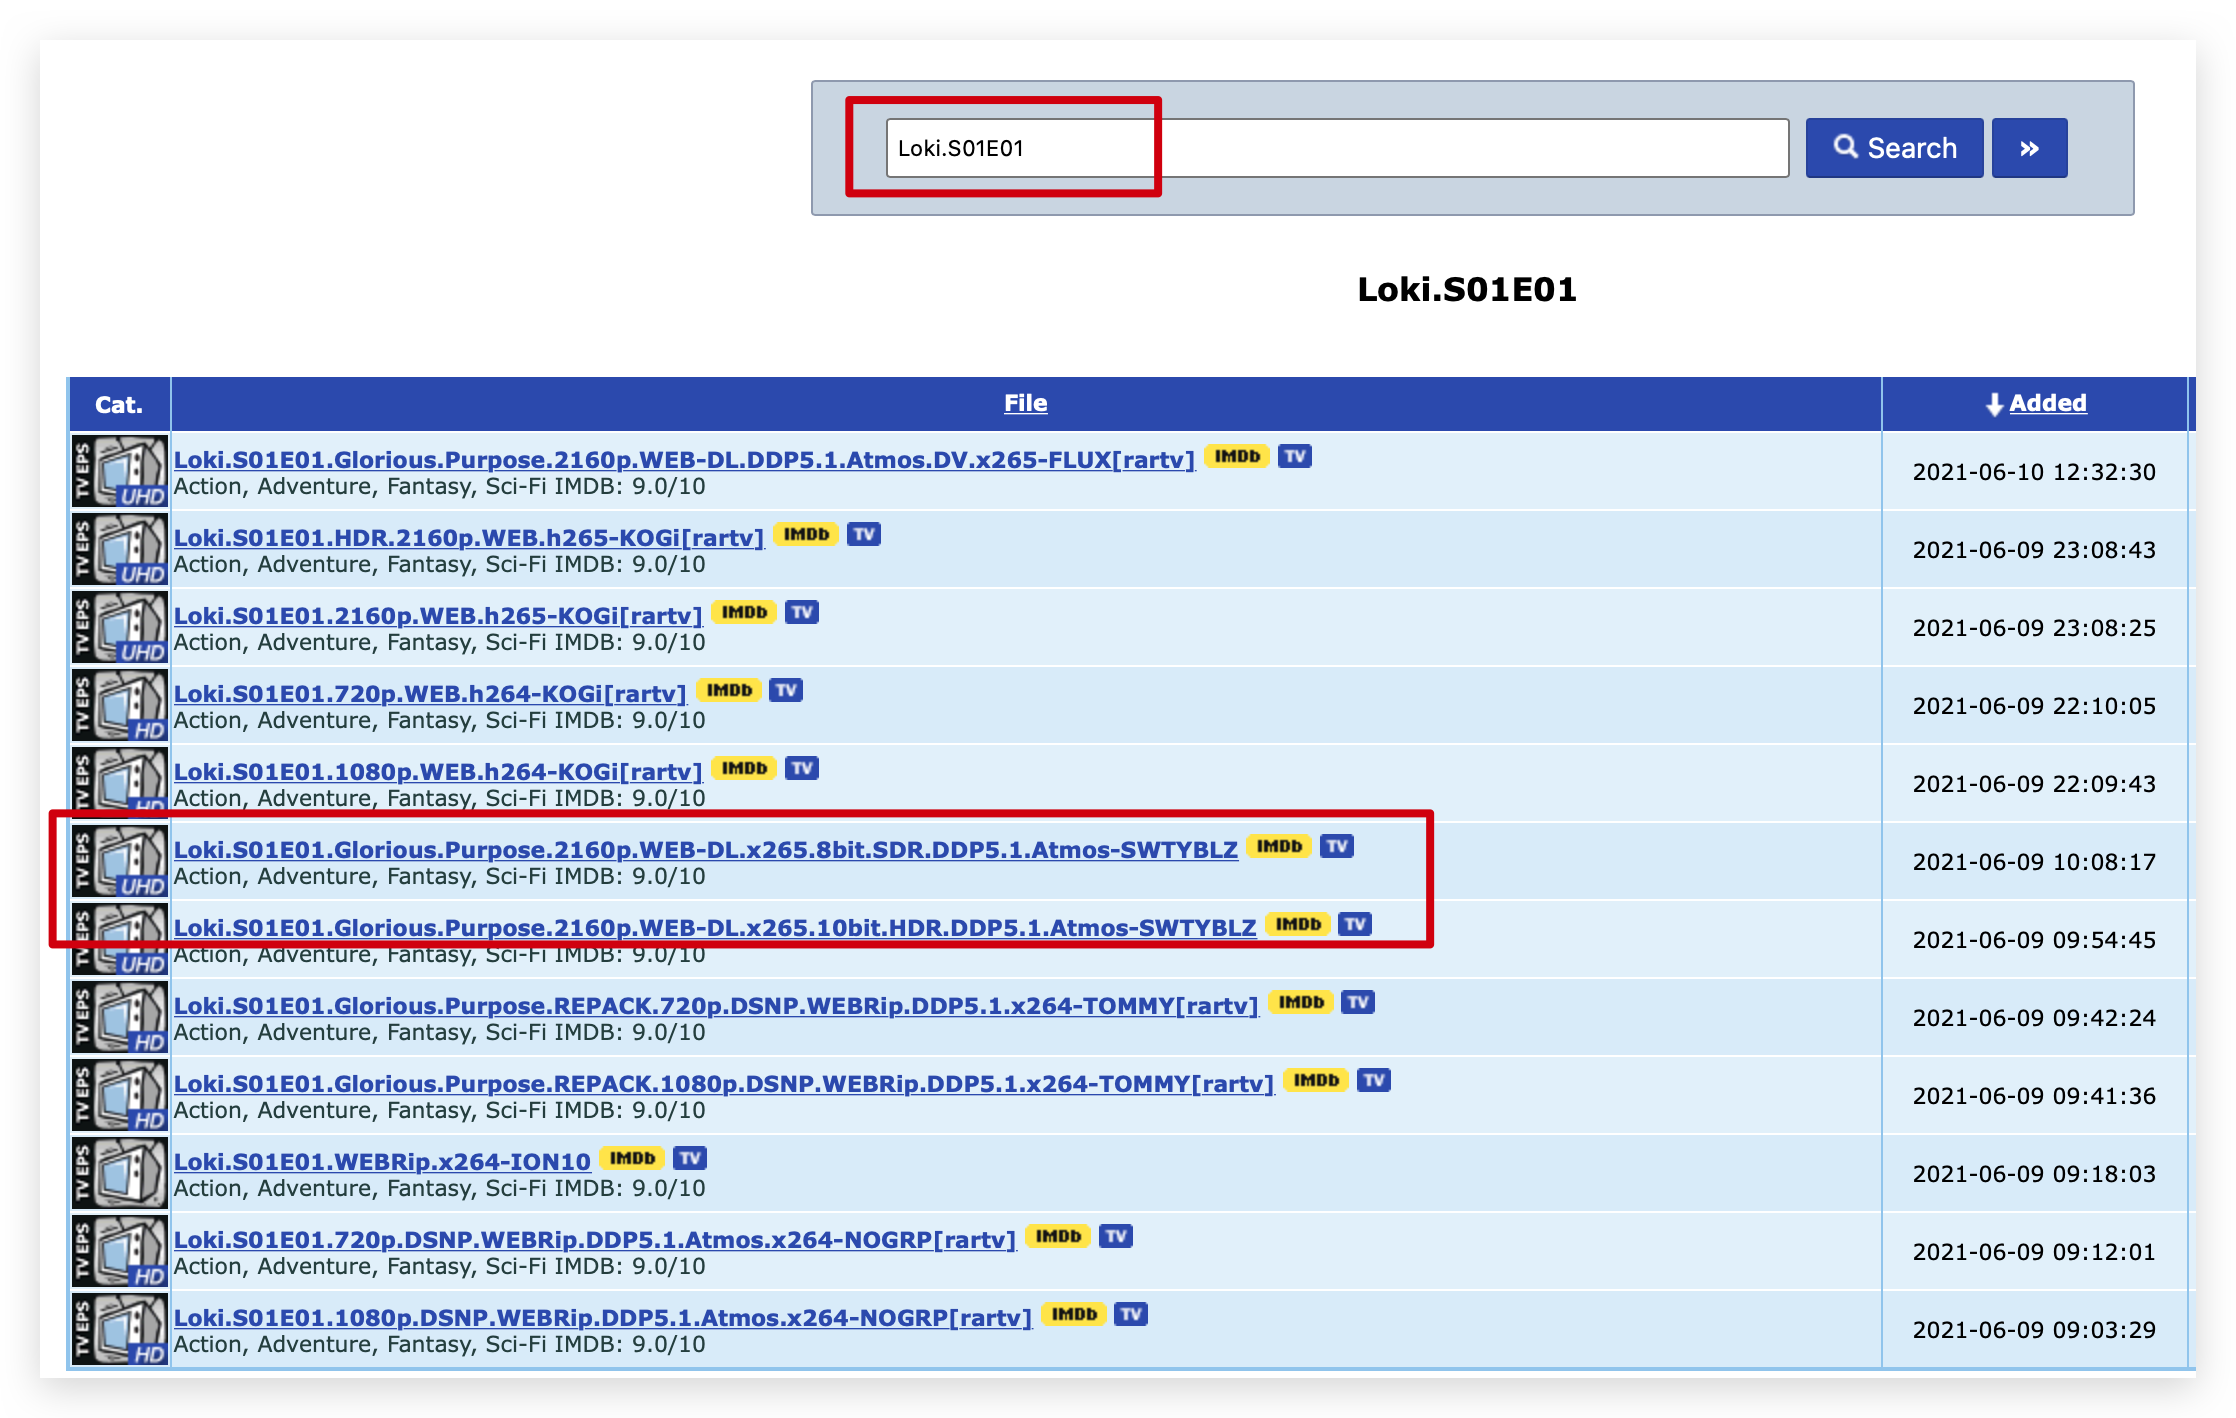 Loki.S01E01
Search »
Loki.S01E01
Cat. File Added
TV EPS UHD
Loki.S01E01.Glorious.Purpose.2160p.WEB-DL.DDP5.1.Atmos.DV.x265-FLUX[rartv] IMDb TV
Action, Adventure, Fantasy, Sci-Fi IMDB: 9.0/10
2021-06-10 12:32:30
TV EPS UHD
Loki.S01E01.HDR.2160p.WEB.h265-KOGi[rartv] IMDb TV
Action, Adventure, Fantasy, Sci-Fi IMDB: 9.0/10
2021-06-09 23:08:43
TV EPS UHD
Loki.S01E01.2160p.WEB.h265-KOGi[rartv] IMDb TV
Action, Adventure, Fantasy, Sci-Fi IMDB: 9.0/10
2021-06-09 23:08:25
TV EPS HD
Loki.S01E01.720p.WEB.h264-KOGi[rartv] IMDb TV
Action, Adventure, Fantasy, Sci-Fi IMDB: 9.0/10
2021-06-09 22:10:05
TV EPS HD
Loki.S01E01.1080p.WEB.h264-KOGi[rartv] IMDb TV
Action, Adventure, Fantasy, Sci-Fi IMDB: 9.0/10
2021-06-09 22:09:43
TV EPS UHD
Loki.S01E01.Glorious.Purpose.2160p.WEB-DL.x265.8bit.SDR.DDP5.1.Atmos-SWTYBLZ IMDb TV
Action, Adventure, Fantasy, Sci-Fi IMDB: 9.0/10
2021-06-09 10:08:17
TV EPS UHD
Loki.S01E01.Glorious.Purpose.2160p.WEB-DL.x265.10bit.HDR.DDP5.1.Atmos-SWTYBLZ IMDb TV
Action, Adventure, Fantasy, Sci-Fi IMDB: 9.0/10
2021-06-09 09:54:45
TV EPS HD
Loki.S01E01.Glorious.Purpose.REPACK.720p.DSNP.WEBRip.DDP5.1.x264-TOMMY[rartv] IMDb TV
Action, Adventure, Fantasy, Sci-Fi IMDB: 9.0/10
2021-06-09 09:42:24
TV EPS HD
Loki.S01E01.Glorious.Purpose.REPACK.1080p.DSNP.WEBRip.DDP5.1.x264-TOMMY[rartv] IMDb TV
Action, Adventure, Fantasy, Sci-Fi IMDB: 9.0/10
2021-06-09 09:41:36
TV EPS
Loki.S01E01.WEBRip.x264-ION10 IMDb TV
Action, Adventure, Fantasy, Sci-Fi IMDB: 9.0/10
2021-06-09 09:18:03
TV EPS HD
Loki.S01E01.720p.DSNP.WEBRip.DDP5.1.Atmos.x264-NOGRP[rartv] IMDb TV
Action, Adventure, Fantasy, Sci-Fi IMDB: 9.0/10
2021-06-09 09:12:01
TV EPS HD
Loki.S01E01.1080p.DSNP.WEBRip.DDP5.1.Atmos.x264-NOGRP[rartv] IMDb TV
Action, Adventure, Fantasy, Sci-Fi IMDB: 9.0/10
2021-06-09 09:03:29